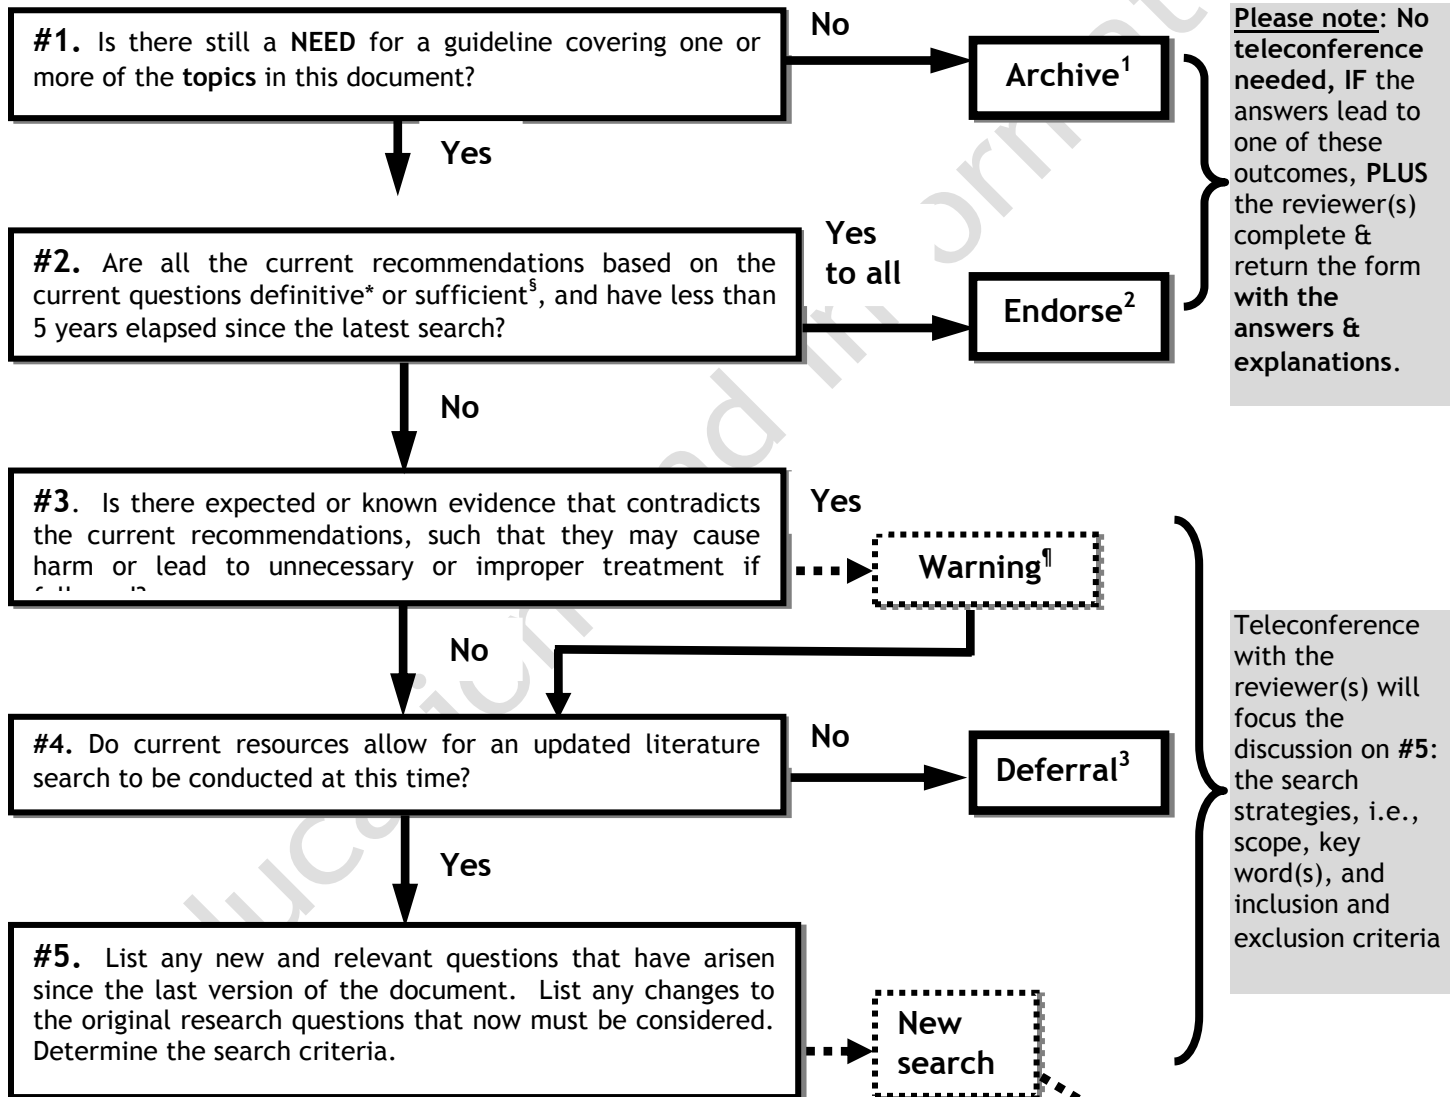 #1. Is there still a NEED for a guideline covering one or
more of the topics in this document?
No
Archive1
Please note: No
teleconference
needed, IF the
answers lead to
one of these
outcomes, PLUS
the reviewer(s)
complete &
return the form
with the
answers &
explanations.
Yes
#2. Are all the current recommendations based on the
current questions definitive* or sufficient§, and have less than
5 years elapsed since the latest search?
Yes
to all
Endorse2
No
#3. Is there expected or known evidence that contradicts
the current recommendations, such that they may cause
harm or lead to unnecessary or improper treatment if
Yes
Warning¶
No
#4. Do current resources allow for an updated literature
search to be conducted at this time?
No
Deferral3
Teleconference
with the
reviewer(s) will
focus the
discussion on #5:
the search
strategies, i.e.,
scope, key
word(s), and
inclusion and
exclusion criteria
Yes
#5. List any new and relevant questions that have arisen
since the last version of the document. List any changes to
the original research questions that now must be considered.
Determine the search criteria.
New
search